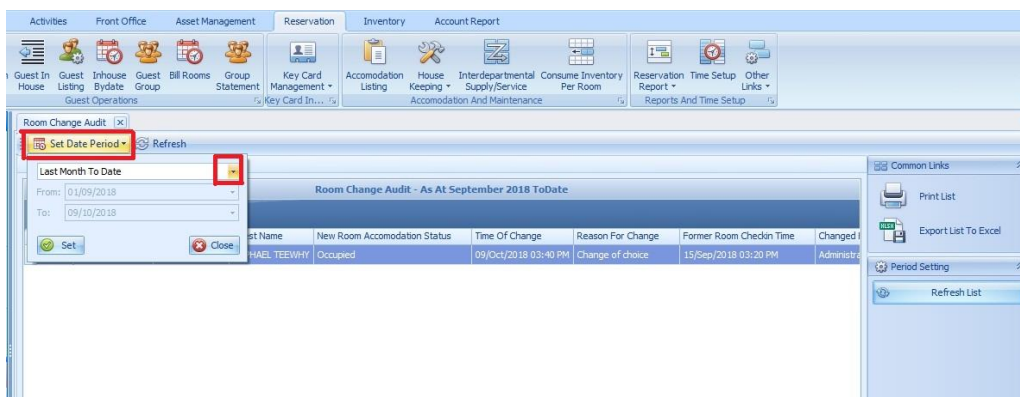 Activities Front Office Asset Management Reservation Inventory Account Report
Guest In House Guest Listing Inhouse Bydate Guest Group Bill Rooms Group Statement Key Card Management Accomodation Listing House Keeping Interdepartmental Supply/Service Consume Inventory Per Room Reservation Report Time Setup Other Links
Guest Operations Key Card In... Accomodation And Maintenance Reports And Time Setup
Room Change Audit
Set Date Period Refresh
Last Month To Date
From: 01/09/2018
To: 09/10/2018
Set Close
Room Change Audit - As At September 2018 ToDate
st Name New Room Accomodation Status Time Of Change Reason For Change Former Room Checkin Time Changed
PHAEL TEEWHY Occupied 09/Oct/2018 03:40 PM Change of choice 15/Sep/2018 03:20 PM Administra
Common Links
Print List
Export List To Excel
Period Setting
Refresh List